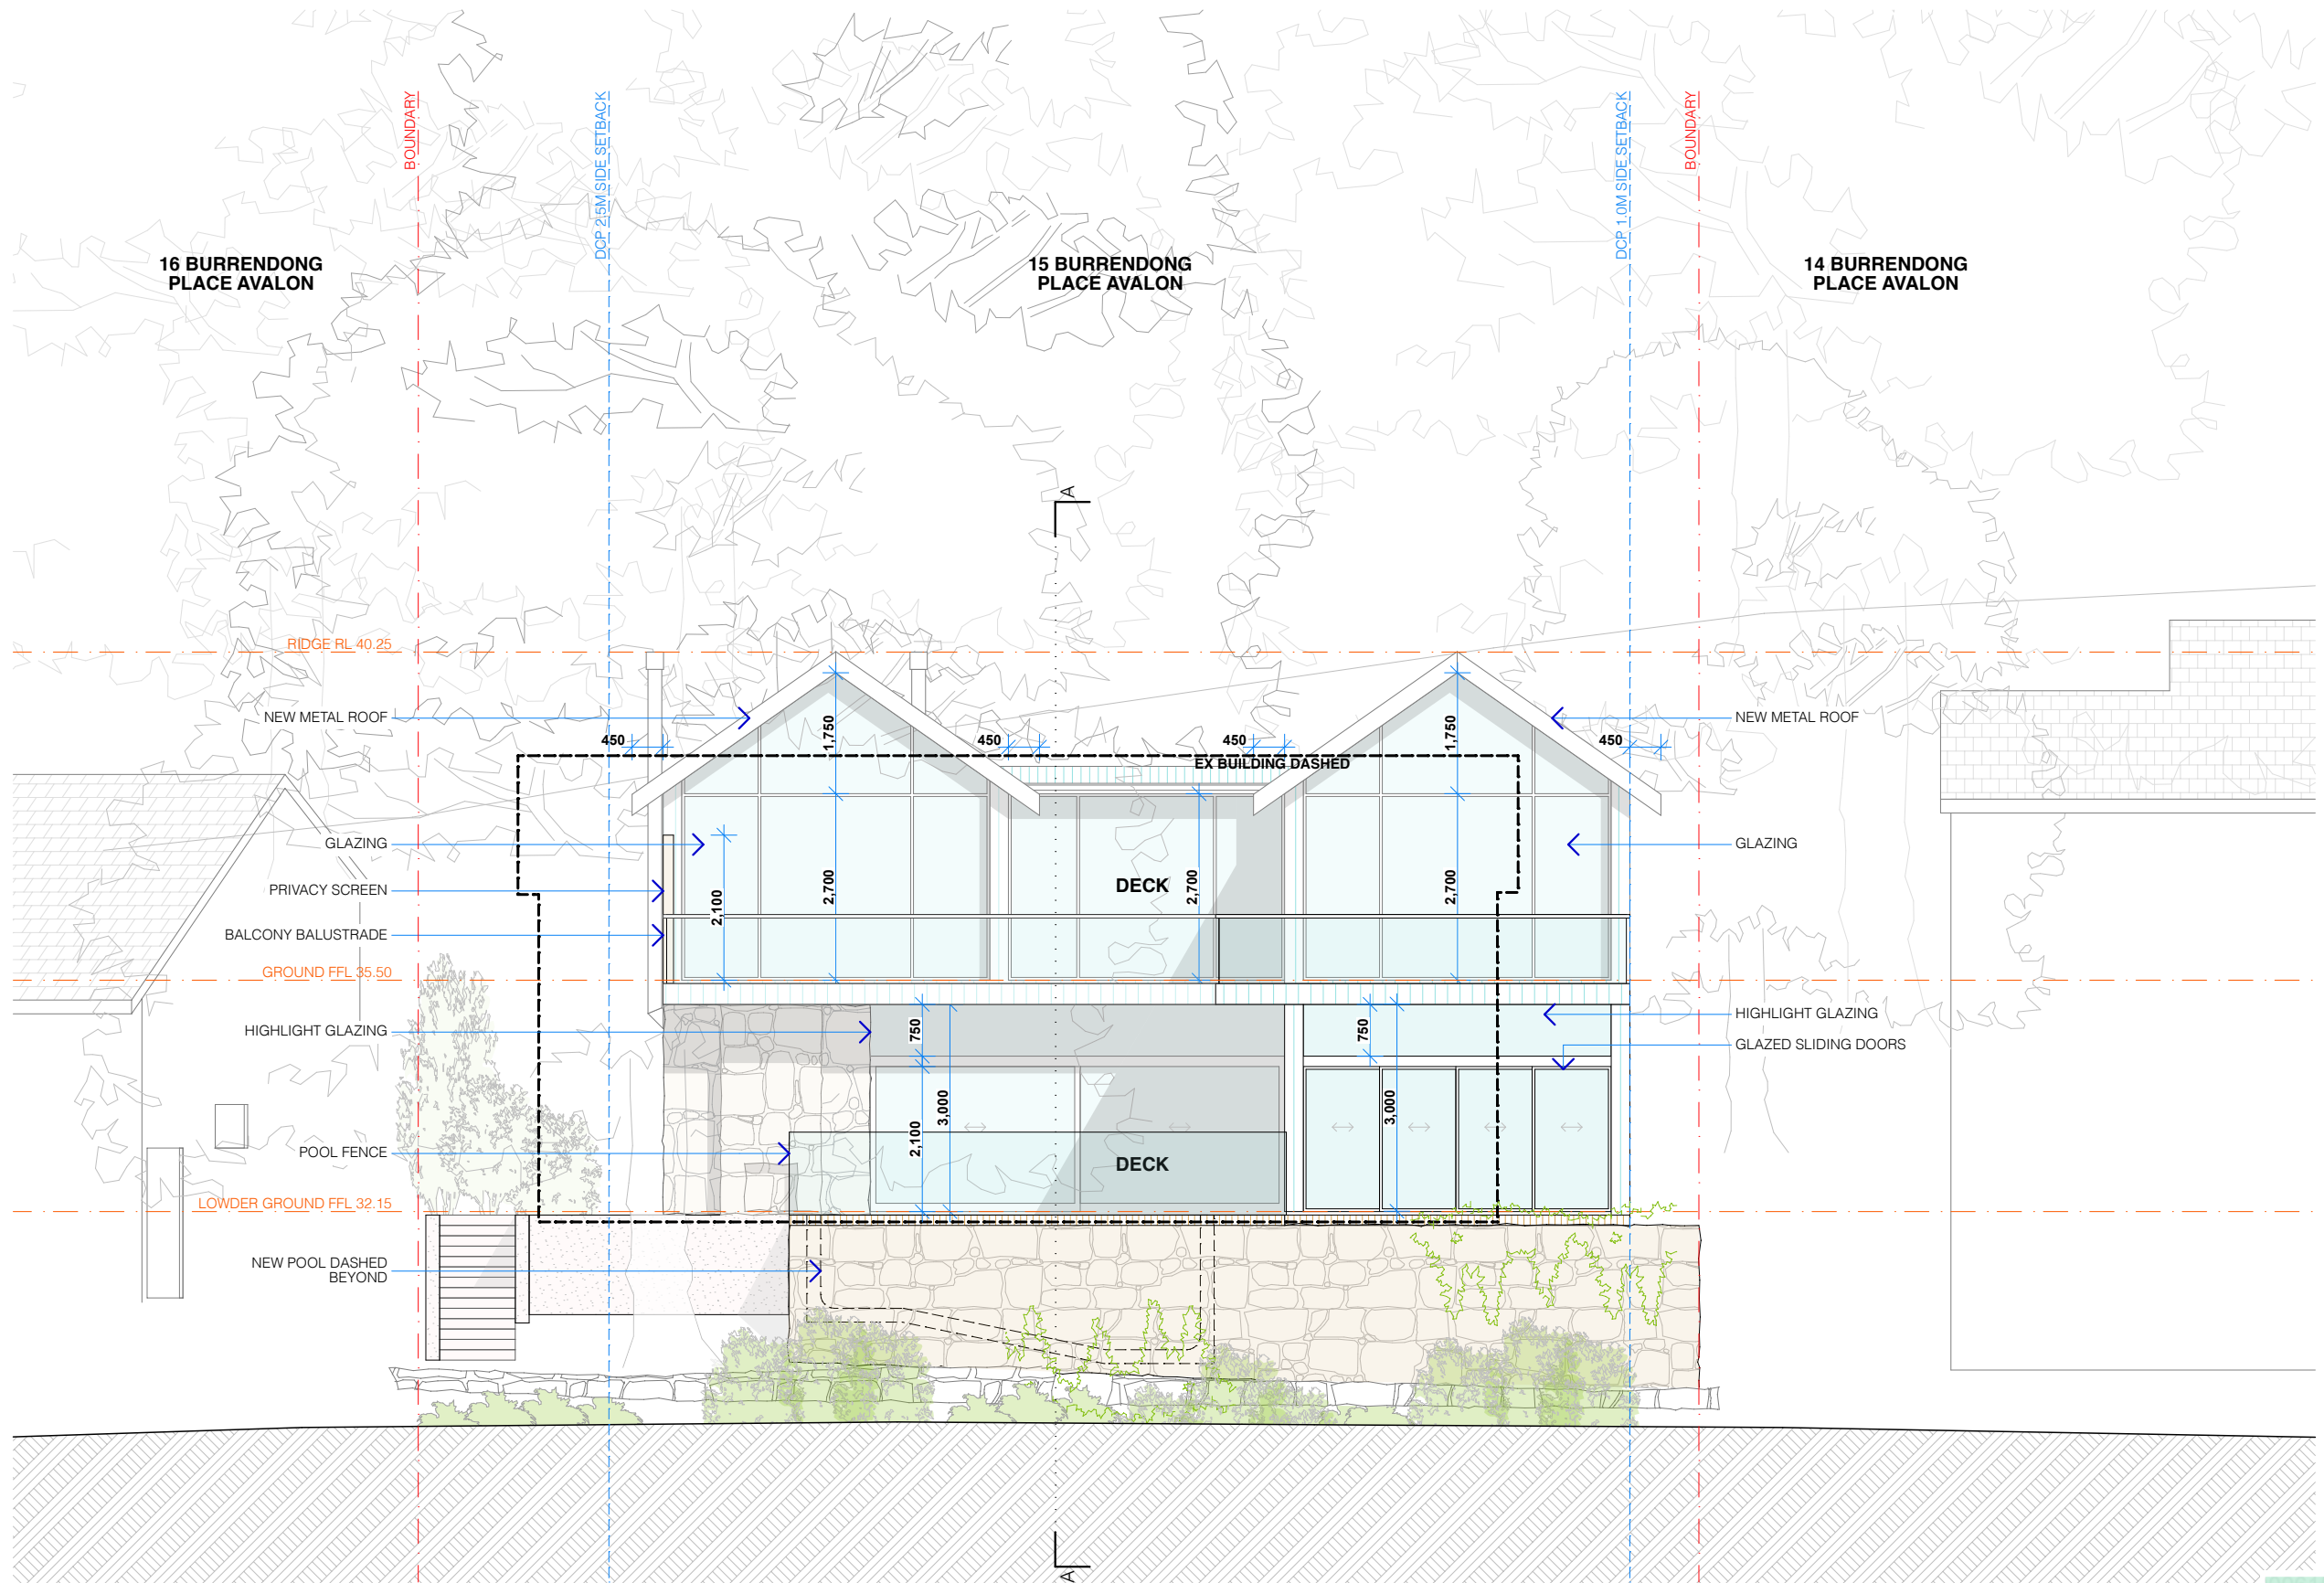 BOUNDARY
DCP 2.5M SIDE SETBACK
DCP 1.0M SIDE SETBACK
BOUNDARY
16 BURRENDONG
PLACE AVALON
15 BURRENDONG
PLACE AVALON
14 BURRENDONG
PLACE AVALON
A
RIDGE RL 40.25
NEW METAL ROOF
NEW METAL ROOF
450
450
450
450
1,750
1,750
EX BUILDING DASHED
GLAZING
GLAZING
PRIVACY SCREEN
2,100
2,700
DECK
2,700
2,700
BALCONY BALUSTRADE
GROUND FFL 35.50
HIGHLIGHT GLAZING
HIGHLIGHT GLAZING
750
750
GLAZED SLIDING DOORS
3,000
3,000
2,100
POOL FENCE
DECK
LOWDER GROUND FFL 32.15
NEW POOL DASHED
BEYOND
A